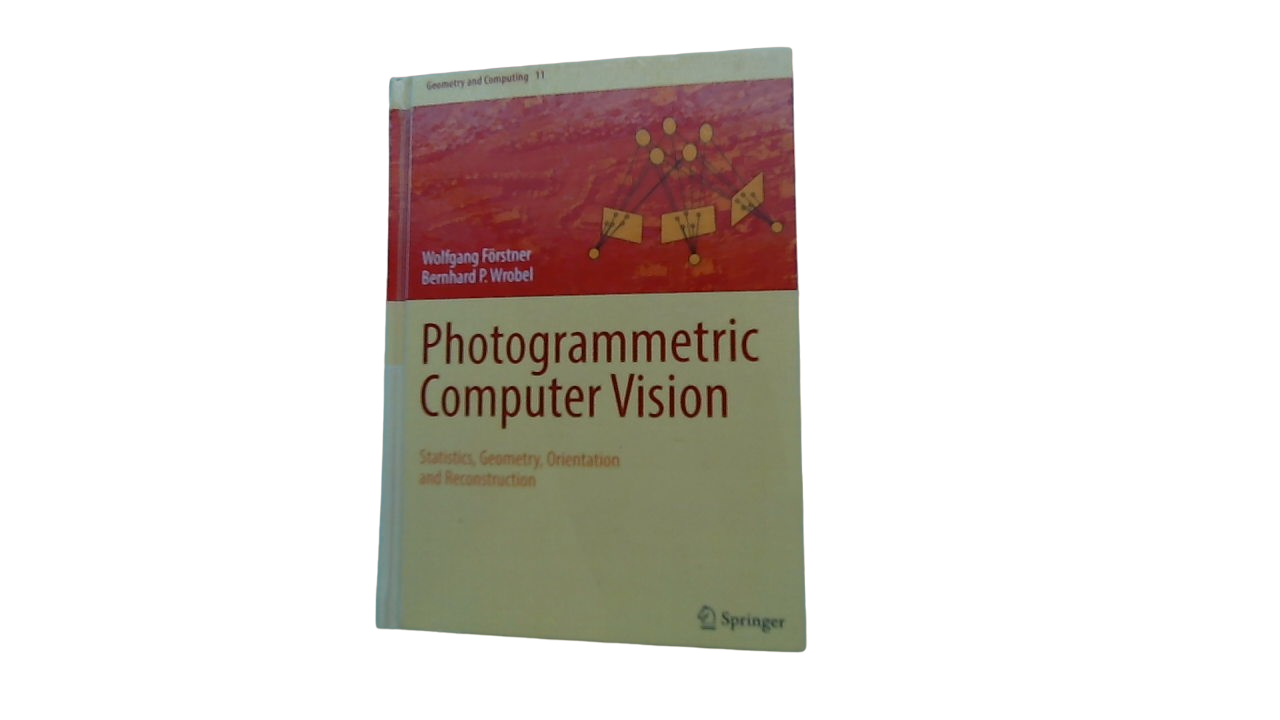 Geometry and Computing 11
Wolfgang Förstner
Bernhard P. Wrobel
Photogrammetric
Computer Vision
Statistics, Geometry, Orientation
and Reconstruction
Springer